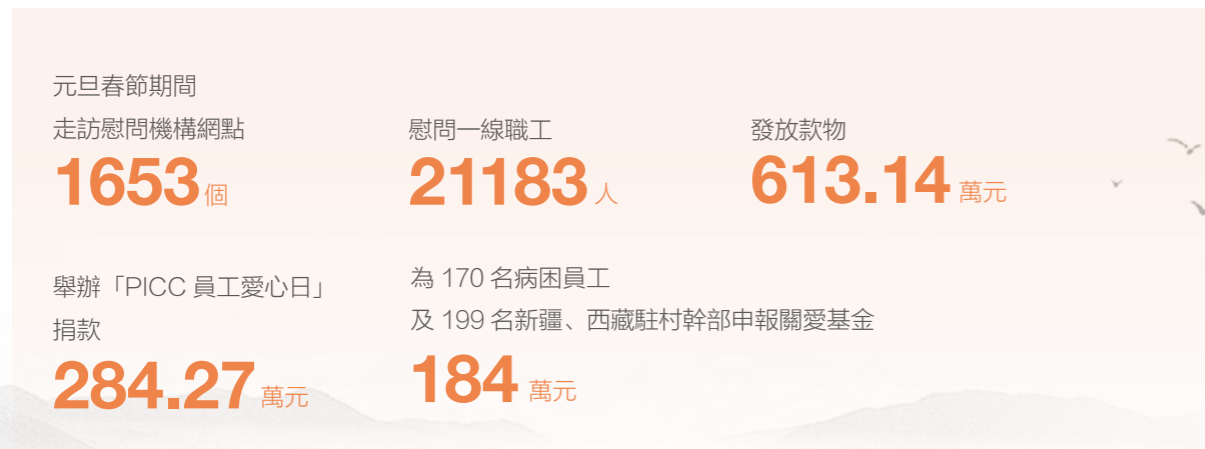 元旦春節期間
走訪慰問機構網點
1653個
慰問一線職工
21183人
發放款物
613.14萬元
舉辦「PICC 員工愛心日」
捐款
284.27萬元
為 170 名病困員工
及 199 名新疆、西藏駐村幹部申報關愛基金
184萬元